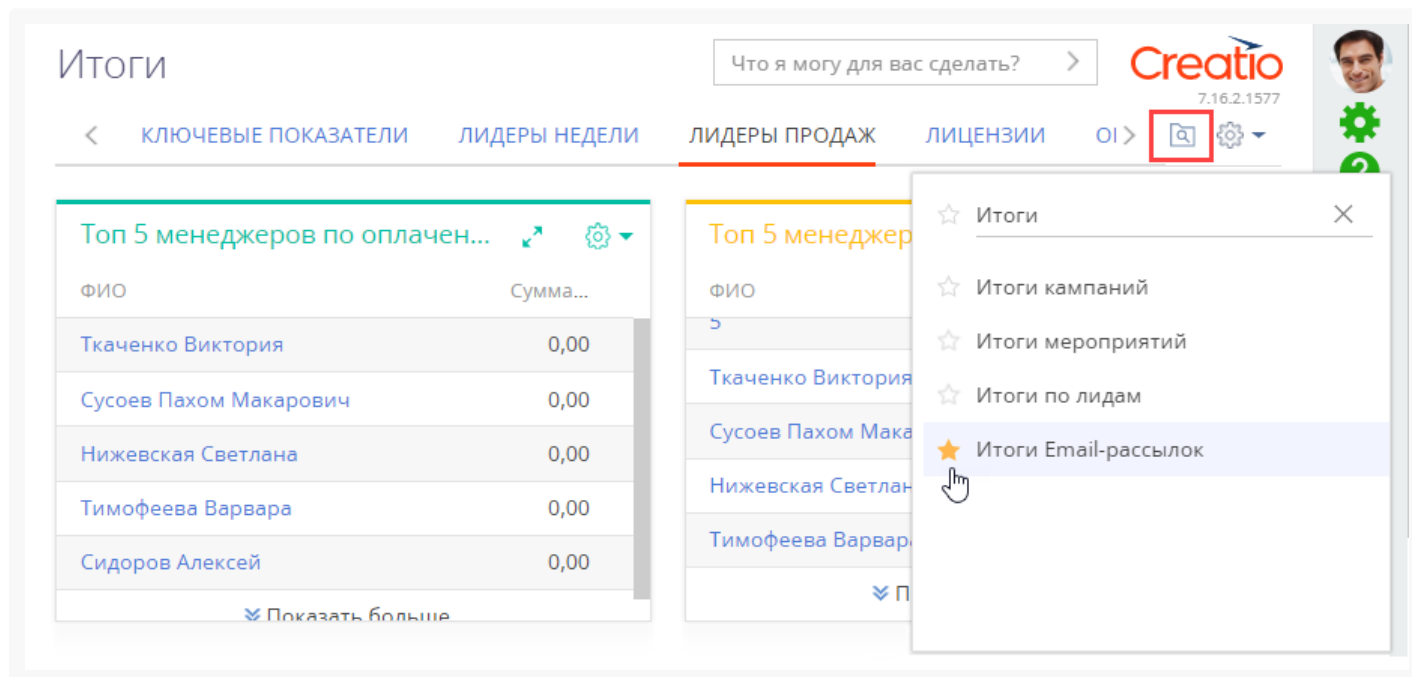 Итоги
Что я могу для вас сделать?
Creatio
7.16.2.1577
КЛЮЧЕВЫЕ ПОКАЗАТЕЛИ ЛИДЕРЫ НЕДЕЛИ ЛИДЕРЫ ПРОДАЖ ЛИЦЕНЗИИ
Топ 5 менеджеров по оплачен...
ФИО Сумма...
Ткаченко Виктория 0,00
Сусоев Пахом Макарович 0,00
Нижевская Светлана 0,00
Тимофеева Варвара 0,00
Сидоров Алексей 0,00
Показать больше
Топ 5 менеджер
ФИО
5
Ткаченко Виктория
Сусоев Пахом Мака
Нижевская Светлан
Тимофеева Варвара
П
Итоги
Итоги кампаний
Итоги мероприятий
Итоги по лидам
Итоги Email-рассылок